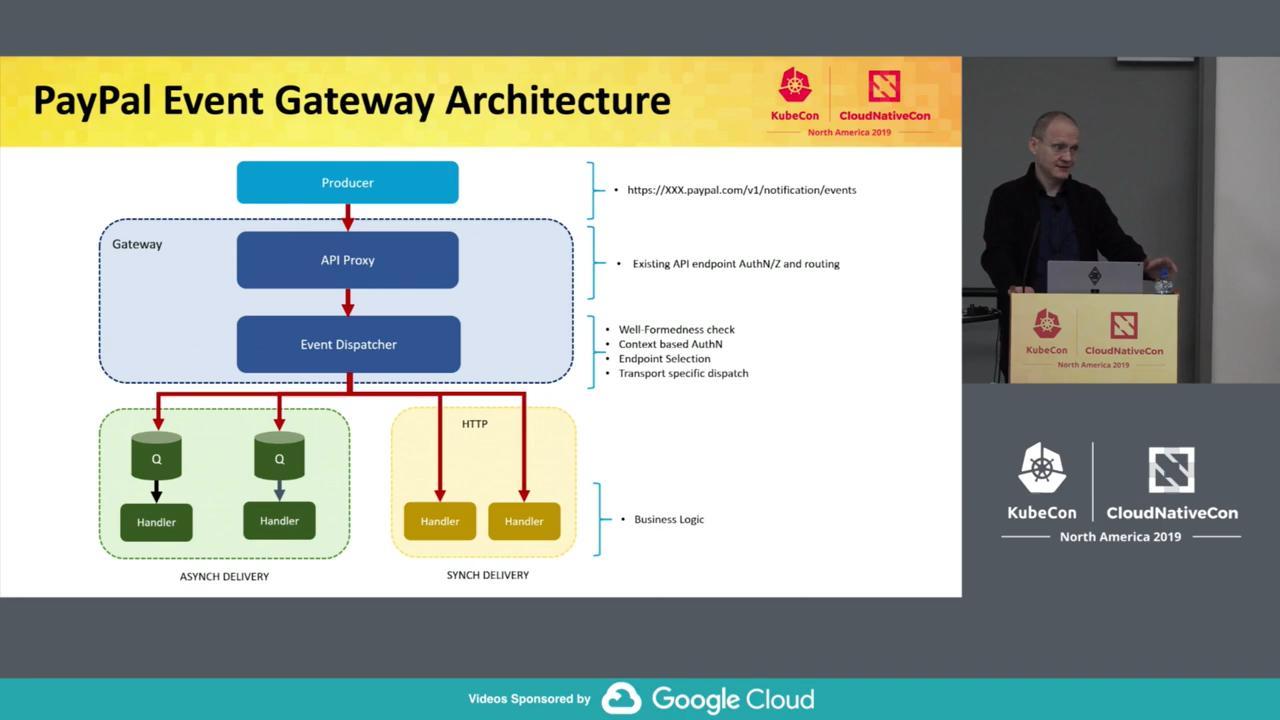 PayPal Event Gateway Architecture
KubeCon
CloudNativeCon
North America 2019
Producer
https://XXX.paypal.com/v1/notification/events
Gateway
API Proxy
Existing API endpoint AuthN/Z and routing
Event Dispatcher
Well-Formedness check
Context based AuthN
Endpoint Selection
Transport specific dispatch
HTTP
Q
Q
Handler
Handler
Handler
Handler
Business Logic
ASYNCH DELIVERY
SYNCH DELIVERY
KubeCon
CloudNativeCon
North America 2019
KubeCon
CloudNativeCon
North America 2019
Videos Sponsored by Google Cloud